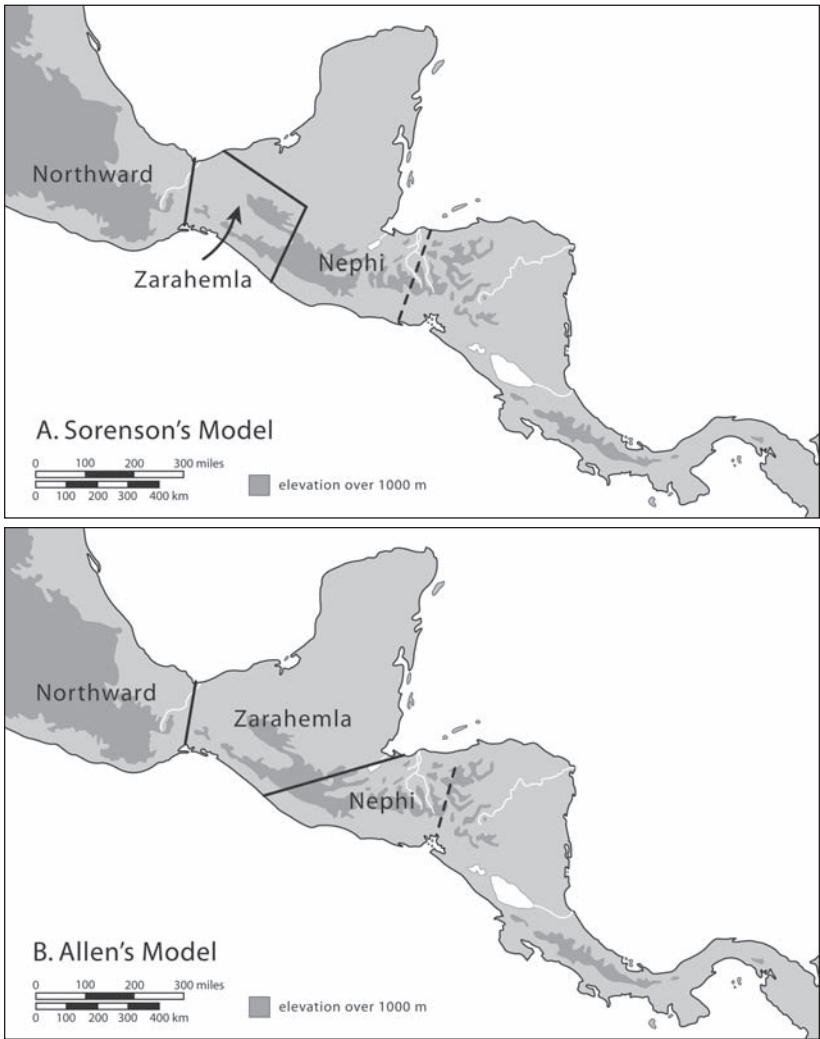 Northward
Zarahemla
Nephi
A. Sorenson's Model
0 100 200 300 miles
0 100 200 300 400 km
elevation over 1000 m
Northward
Zarahemla
Nephi
B. Allen's Model
0 100 200 300 miles
0 100 200 300 400 km
elevation over 1000 m